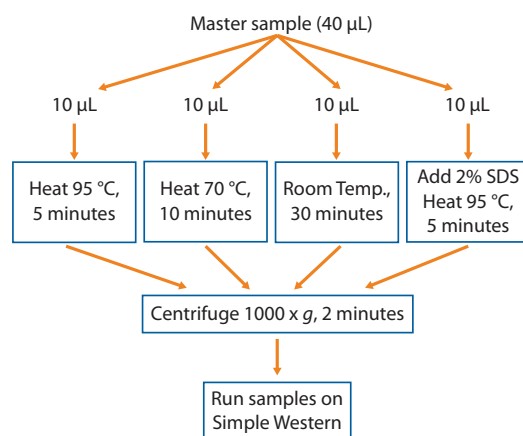 Master sample (40 µL)
10 µL
10 µL
10 µL
10 µL
Heat 95 °C,
5 minutes
Heat 70 °C,
10 minutes
Room Temp.,
30 minutes
Add 2% SDS
Heat 95 °C,
5 minutes
Centrifuge 1000 x g, 2 minutes
Run samples on
Simple Western